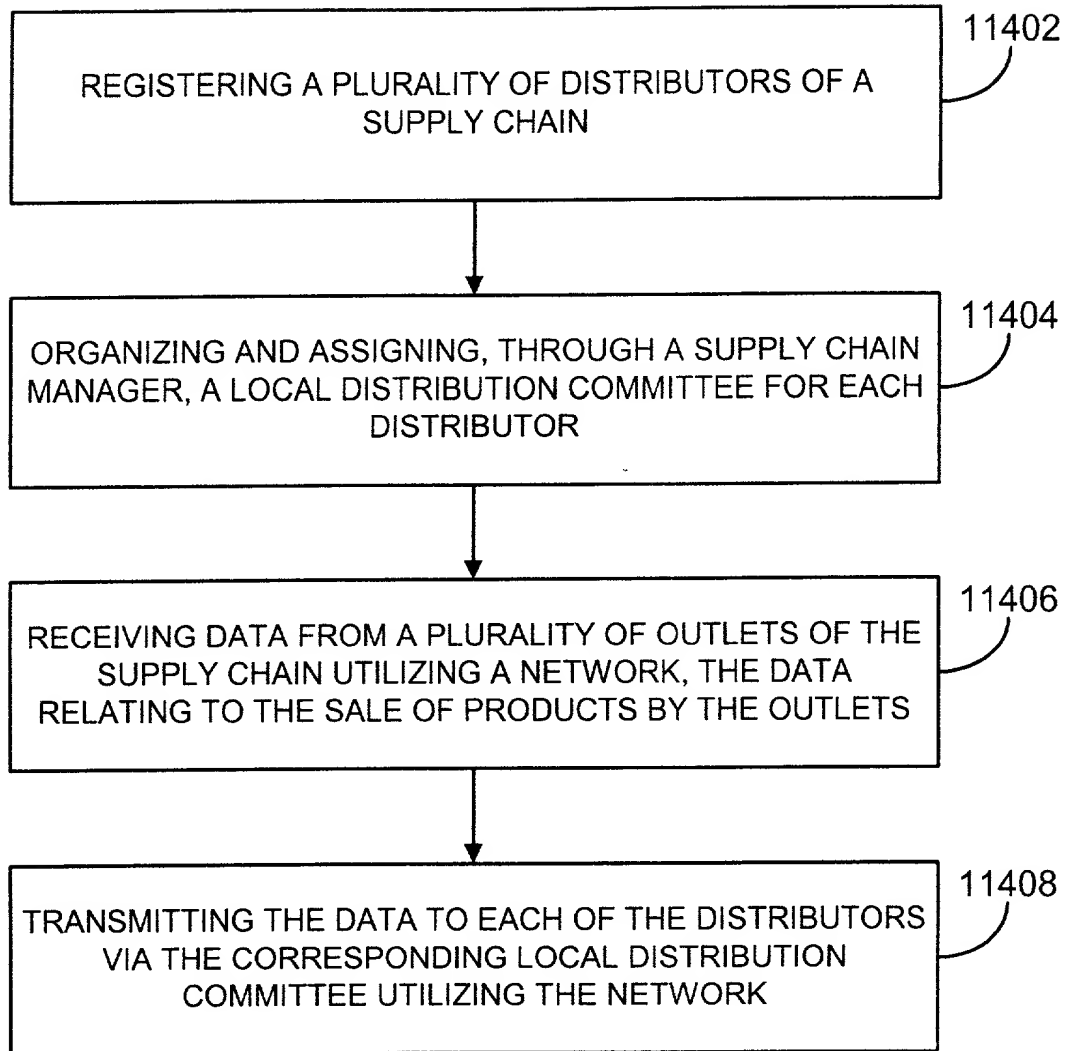 11402
REGISTERING A PLURALITY OF DISTRIBUTORS OF A
SUPPLY CHAIN
11404
ORGANIZING AND ASSIGNING, THROUGH A SUPPLY CHAIN
MANAGER, A LOCAL DISTRIBUTION COMMITTEE FOR EACH
DISTRIBUTOR
11406
RECEIVING DATA FROM A PLURALITY OF OUTLETS OF THE
SUPPLY CHAIN UTILIZING A NETWORK, THE DATA
RELATING TO THE SALE OF PRODUCTS BY THE OUTLETS
11408
TRANSMITTING THE DATA TO EACH OF THE DISTRIBUTORS
VIA THE CORRESPONDING LOCAL DISTRIBUTION
COMMITTEE UTILIZING THE NETWORK